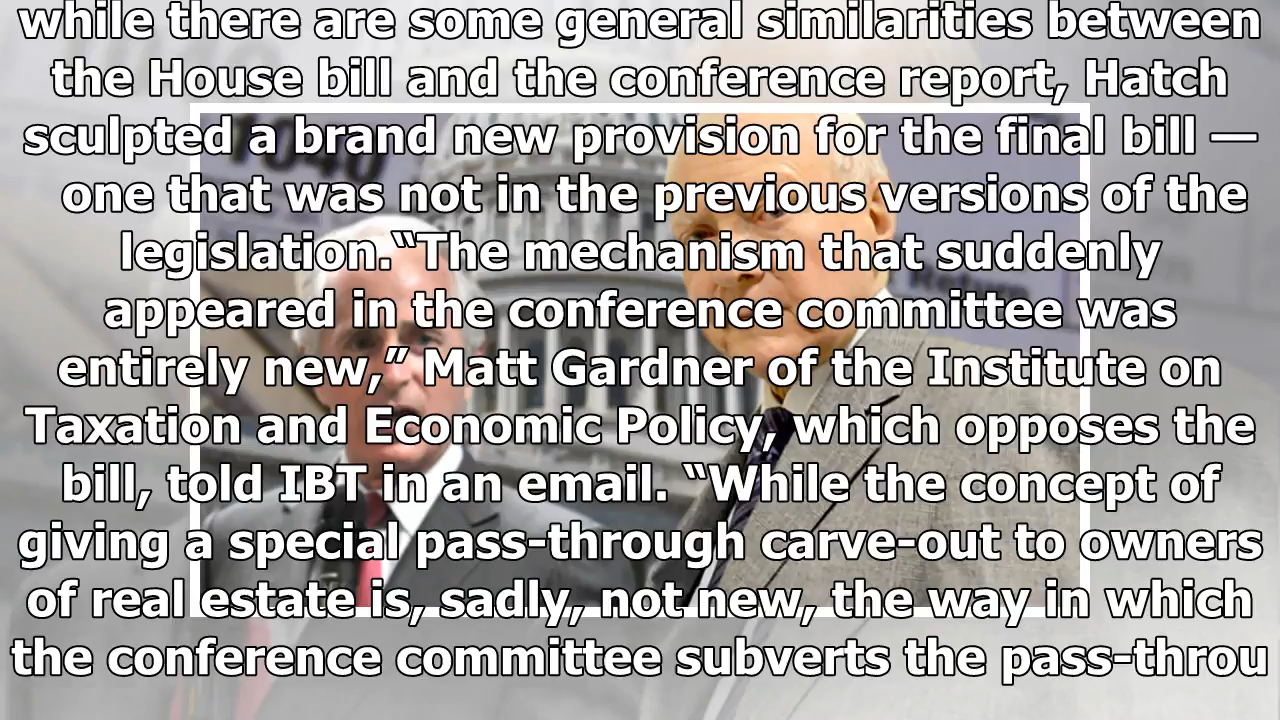 while there are some general similarities between
the House bill and the conference report, Hatch
sculpted a brand new provision for the final bill —
one that was not in the previous versions of the
legislation.“The mechanism that suddenly
appeared in the conference committee was
entirely new,” Matt Gardner of the Institute on
Taxation and Economic Policy, which opposes the
bill, told IBT in an email. “While the concept of
giving a special pass-through carve-out to owners
of real estate is, sadly, not new, the way in which
the conference committee subverts the pass-throu
1040
Return